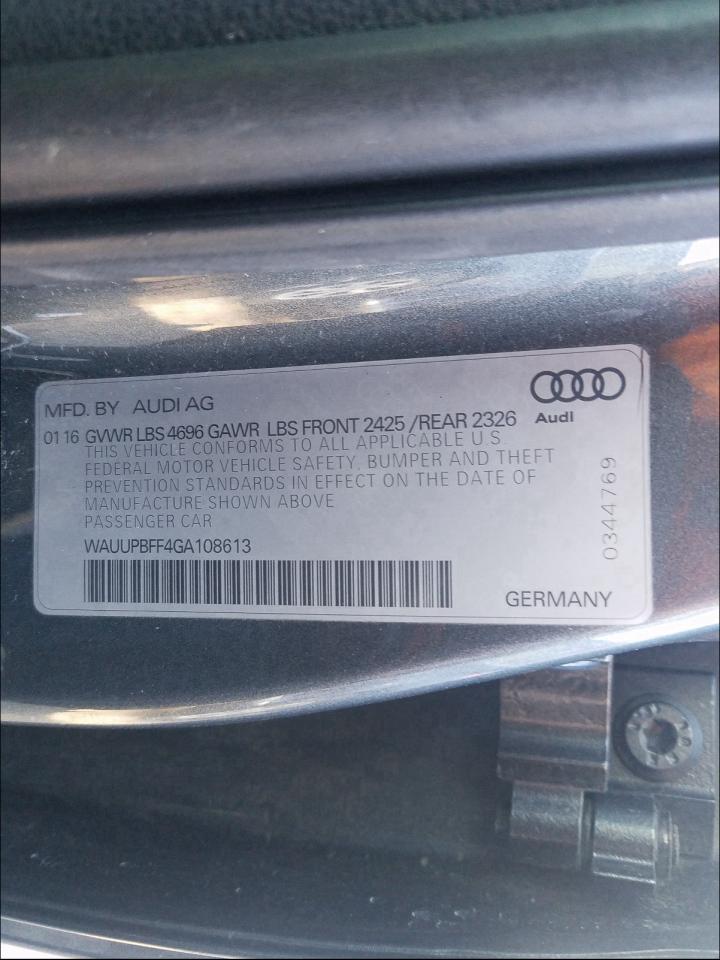 MFD. BY AUDI AG
Audi
01 16 GVWR LBS 4696 GAWR LBS FRONT 2425 /REAR 2326
THIS VEHICLE CONFORMS TO ALL APPLICABLE U.S.
FEDERAL MOTOR VEHICLE SAFETY, BUMPER AND THEFT
PREVENTION STANDARDS IN EFFECT ON THE DATE OF
MANUFACTURE SHOWN ABOVE
PASSENGER CAR
WAUUPBFF4GA108613
0344769
GERMANY